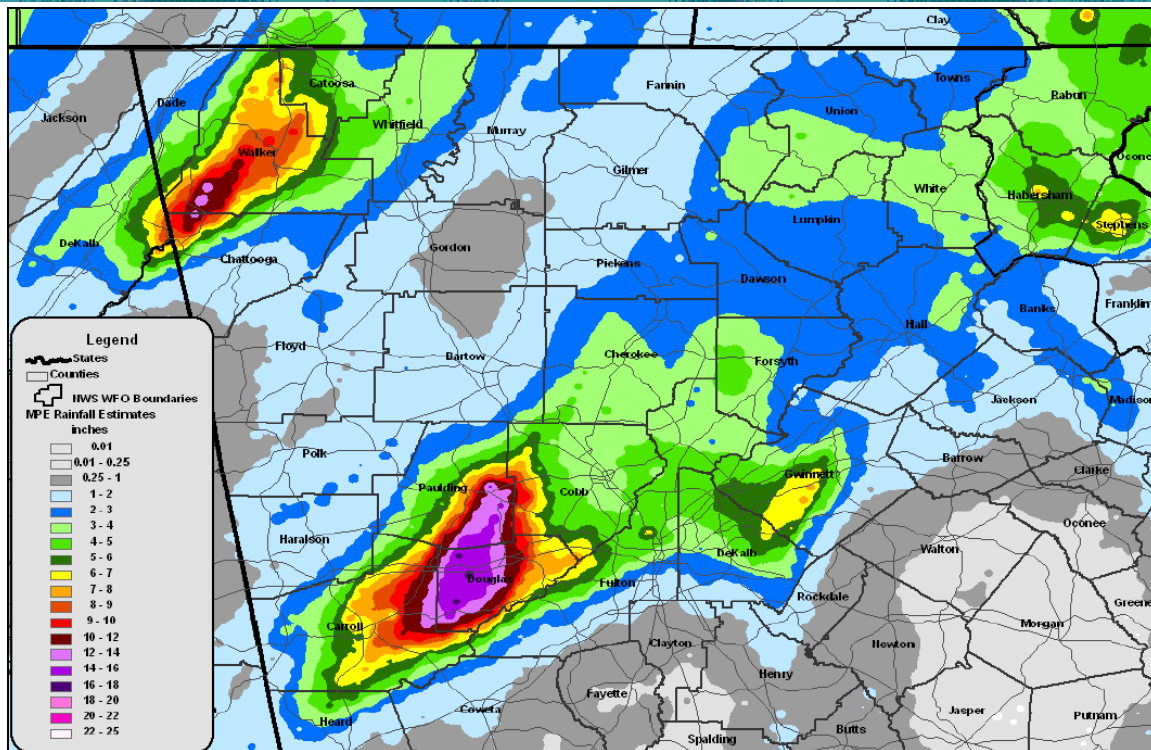 Clay
Fannin
Towns
Catoosa
Rabun
Jackson
Dade
Union
Whitfield
Murray
Walker
Oconee
Gilmer
White
Habersham
Lumpkin
Stephens
DeKalb
Gordon
Chattooga
Pickens
Dawson
Banks
Franklin
Hall
Floyd
Bartow
Cherokee
Forsyth
Jackson
Madison
Legend
States
Counties
NWS WFO Boundaries
MPE Rainfall Estimates
inches
0.01
0.01 - 0.25
0.25 - 1
1 - 2
2 - 3
3 - 4
4 - 5
5 - 6
6 - 7
7 - 8
8 - 9
9 - 10
10 - 12
12 - 14
14 - 16
16 - 18
18 - 20
20 - 22
22 - 25
Polk
Barrow
Clarke
Paulding
Cobb
Gwinnett
Oconee
Haralson
Walton
DeKalb
Douglas
Fulton
Rockdale
Greene
Carroll
Morgan
Clayton
Newton
Henry
Fayette
Heard
Coweta
Jasper
Putnam
Butts
Spalding